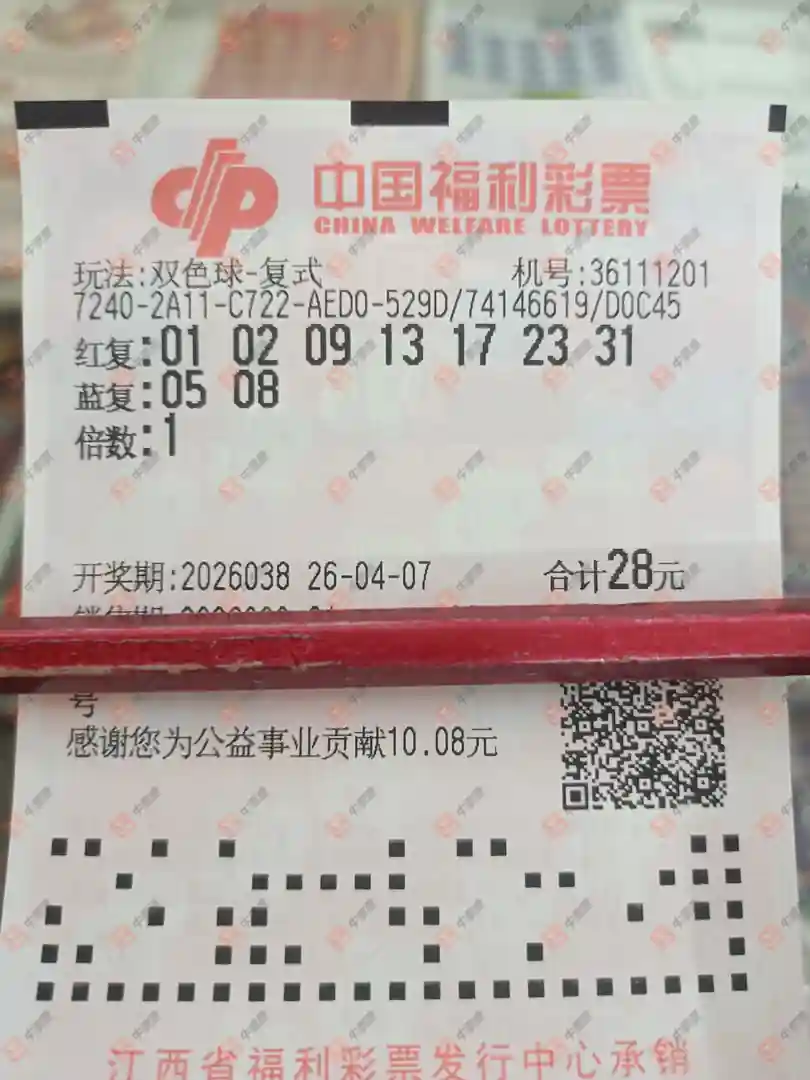 中国福利彩票
CHINA WELFARE LOTTERY
玩法:双色球-复式 机号:36111201
7240-2A11-C722-AED0-529D/74146619/D0C45
红复:01 02 09 13 17 23 31
蓝复:05 08
倍数:1
开奖期:2026038 26-04-07 合计28元
号
感谢您为公益事业贡献10.08元
江西省福利彩票发行中心承销